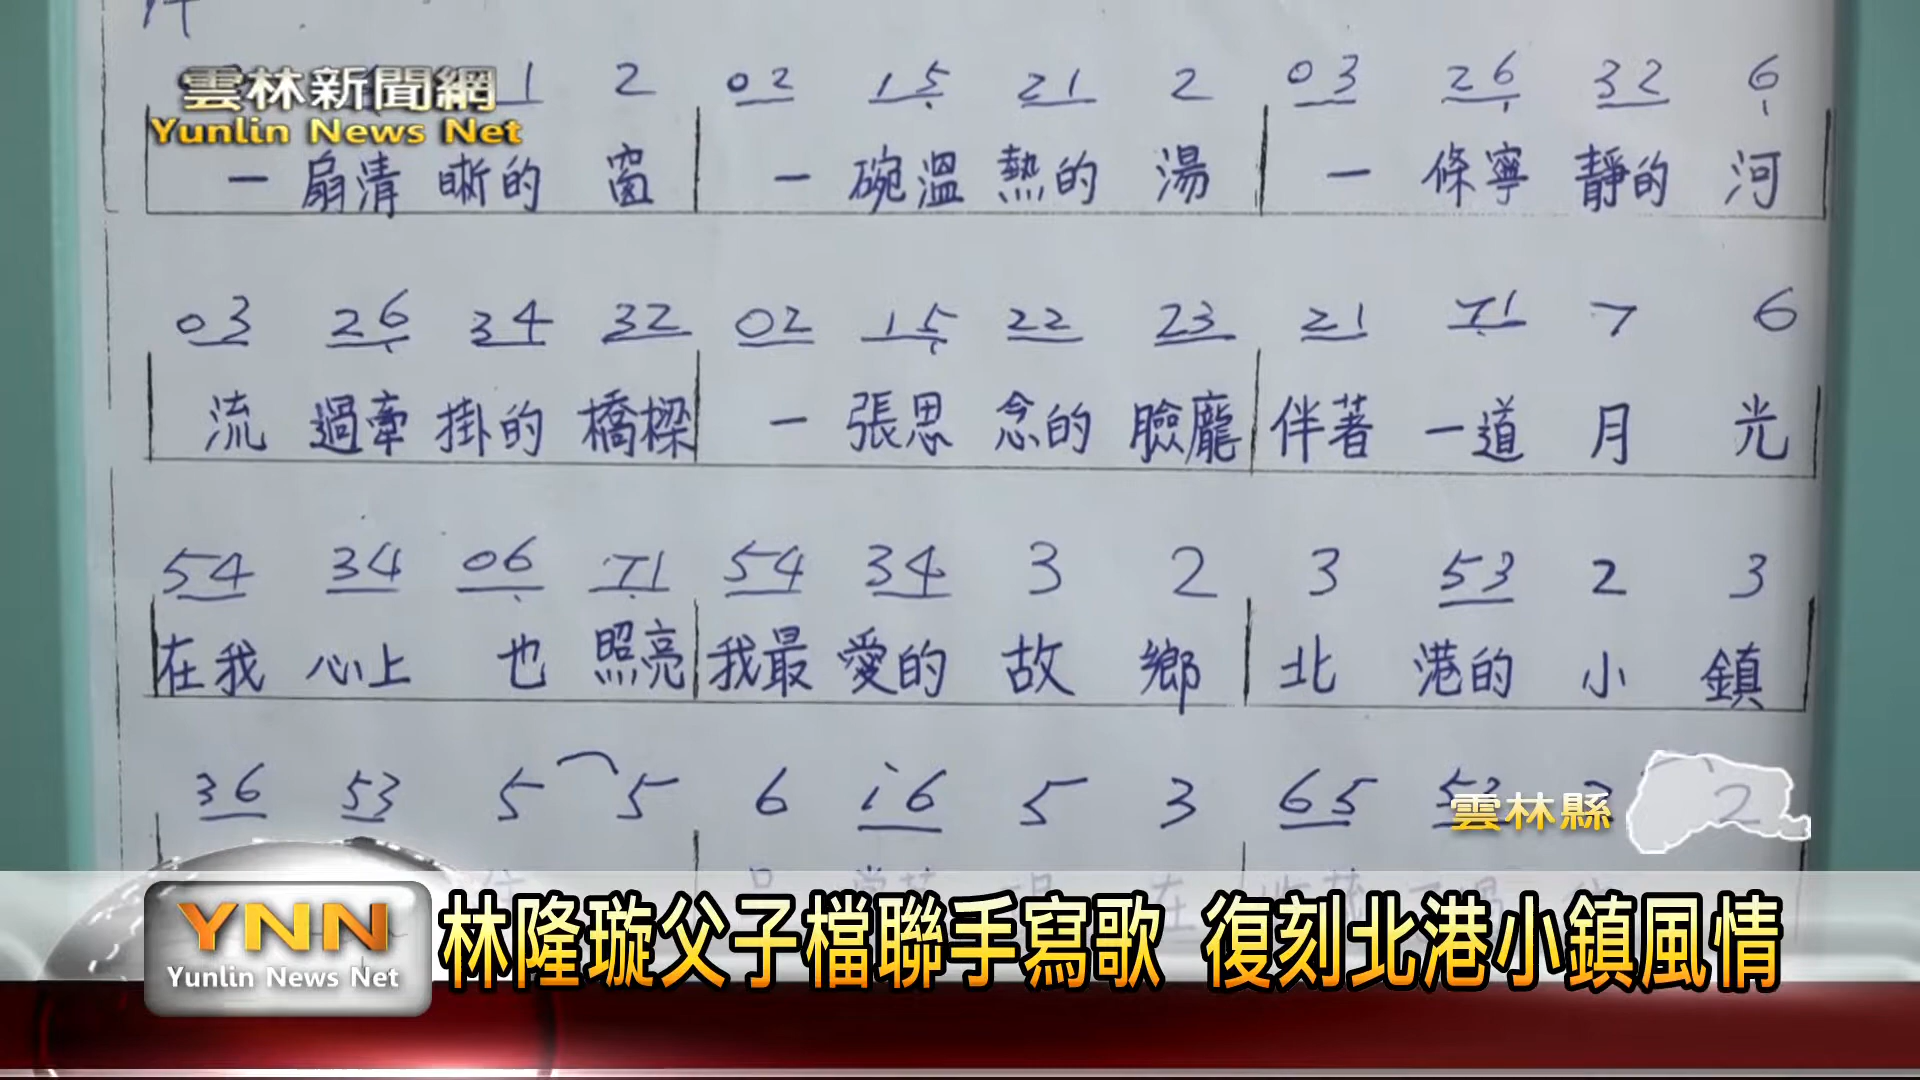 雲林新聞網 1 2 02 15 21 2 03 26 32 6
Yunlin News Net
一 扇清 晰的 窗 一 碗溫 熱的 湯 一 條寧 靜的 河
03 26 34 32 02 15 22 23 21 71 7 6
流 過牽 掛的 橋樑 一 張思 念的 臉龐 伴著 一道 月 光
54 34 06 71 54 34 3 2 3 53 2 3
在我 心上 也 照亮 我最 愛的 故 鄉 北 港的 小 鎮
36 53 5 5 6 i6 5 3 65 53 2
雲林縣
YNN
Yunlin News Net
林隆璇父子檔聯手寫歌 復刻北港小鎮風情